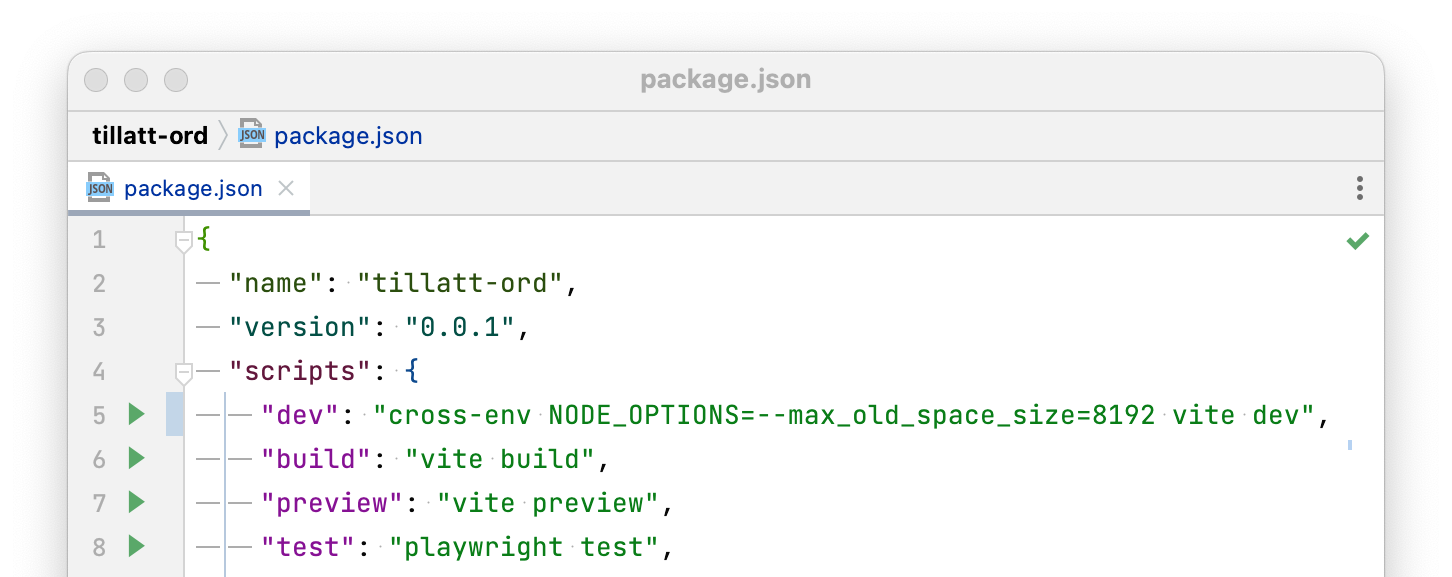 package.json
tillatt-ord JSON package.json
JSON package.json
1 {
2 "name": "tillatt-ord",
3 "version": "0.0.1",
4 "scripts": {
5 "dev": "cross-env NODE_OPTIONS=--max_old_space_size=8192 vite dev",
6 "build": "vite build",
7 "preview": "vite preview",
8 "test": "playwright test",